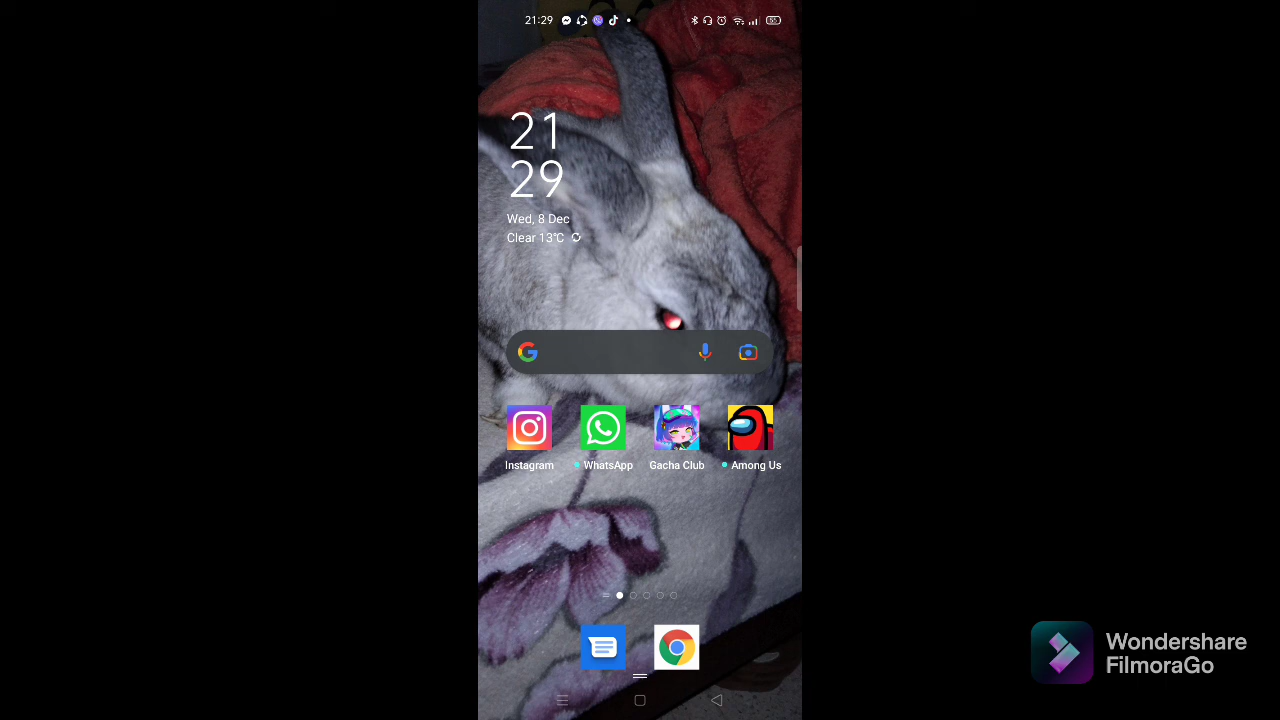 21:29
21
29
Wed, 8 Dec
Clear 13°C
Instagram
WhatsApp
Gacha Club
Among Us
Wondershare
FilmoraGo